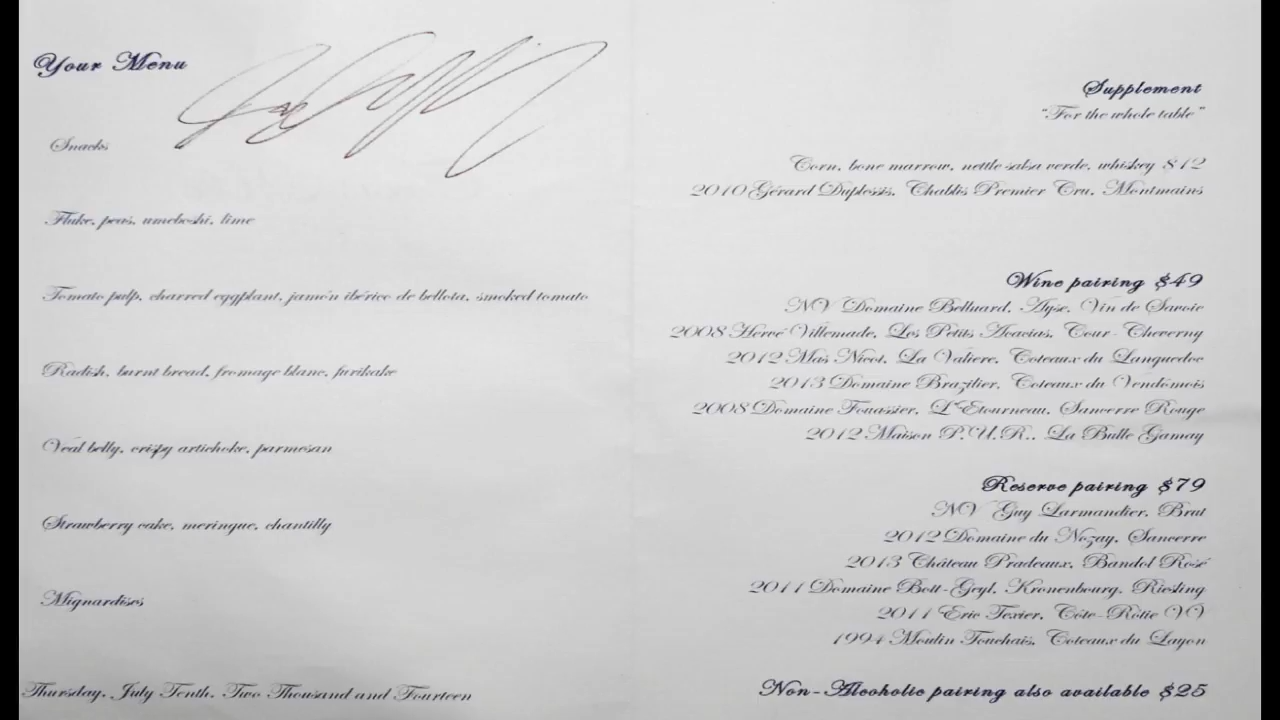 Your Menu
Snacks
Fluke, peas, umeboshi, lime
Tomato pulp, charred eggplant, jamón ibérico de bellota, smoked tomato
Radish, burnt bread, fromage blanc, furikake
Veal belly, crispy artichoke, parmesan
Strawberry cake, meringue, chantilly
Mignardises
Thursday, July Tenth, Two Thousand and Fourteen
Supplement
"For the whole table"
Corn, bone marrow, nettle salsa verde, whiskey $12
2010 Gérard Duplessis, Chablis Premier Cru, Montmains
Wine pairing $49
NV Domaine Belluard, Ayse, Vin de Savoie
2008 Hervé Villemade, Les Petits Acacias, Cour-Cheverny
2012 Mas Nicot, La Valiere, Coteaux du Languedoc
2013 Domaine Brazilier, Coteaux du Vendômois
2008 Domaine Fouassier, L'Etourneau, Sancerre Rouge
2012 Maison P.U.R., La Bulle Gamay
Reserve pairing $79
NV Guy Larmandier, Brut
2012 Domaine du Nozay, Sancerre
2013 Château Pradeaux, Bandol Rosé
2011 Domaine Bott-Geyl, Kronenbourg, Riesling
2011 Eric Texier, Côte-Rôtie VV
1994 Moulin Touchais, Coteaux du Layon
Non-Alcoholic pairing also available $25